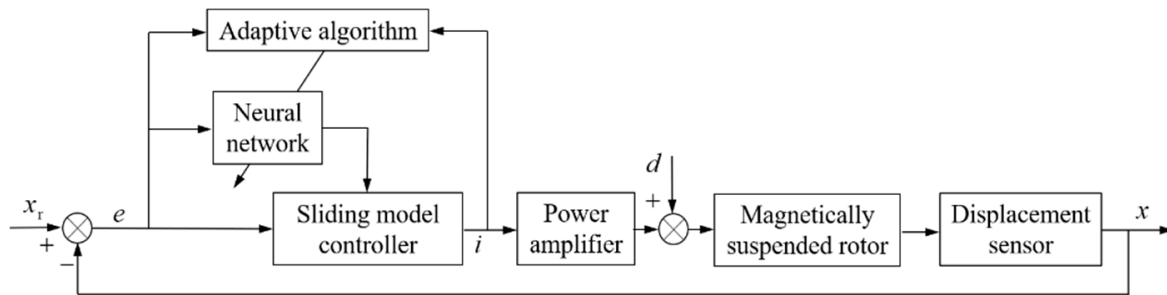 Adaptive algorithm
Neural
network
d
+
x_r
+
−
e
Sliding model
controller
i
Power
amplifier
Magnetically
suspended rotor
Displacement
sensor
x